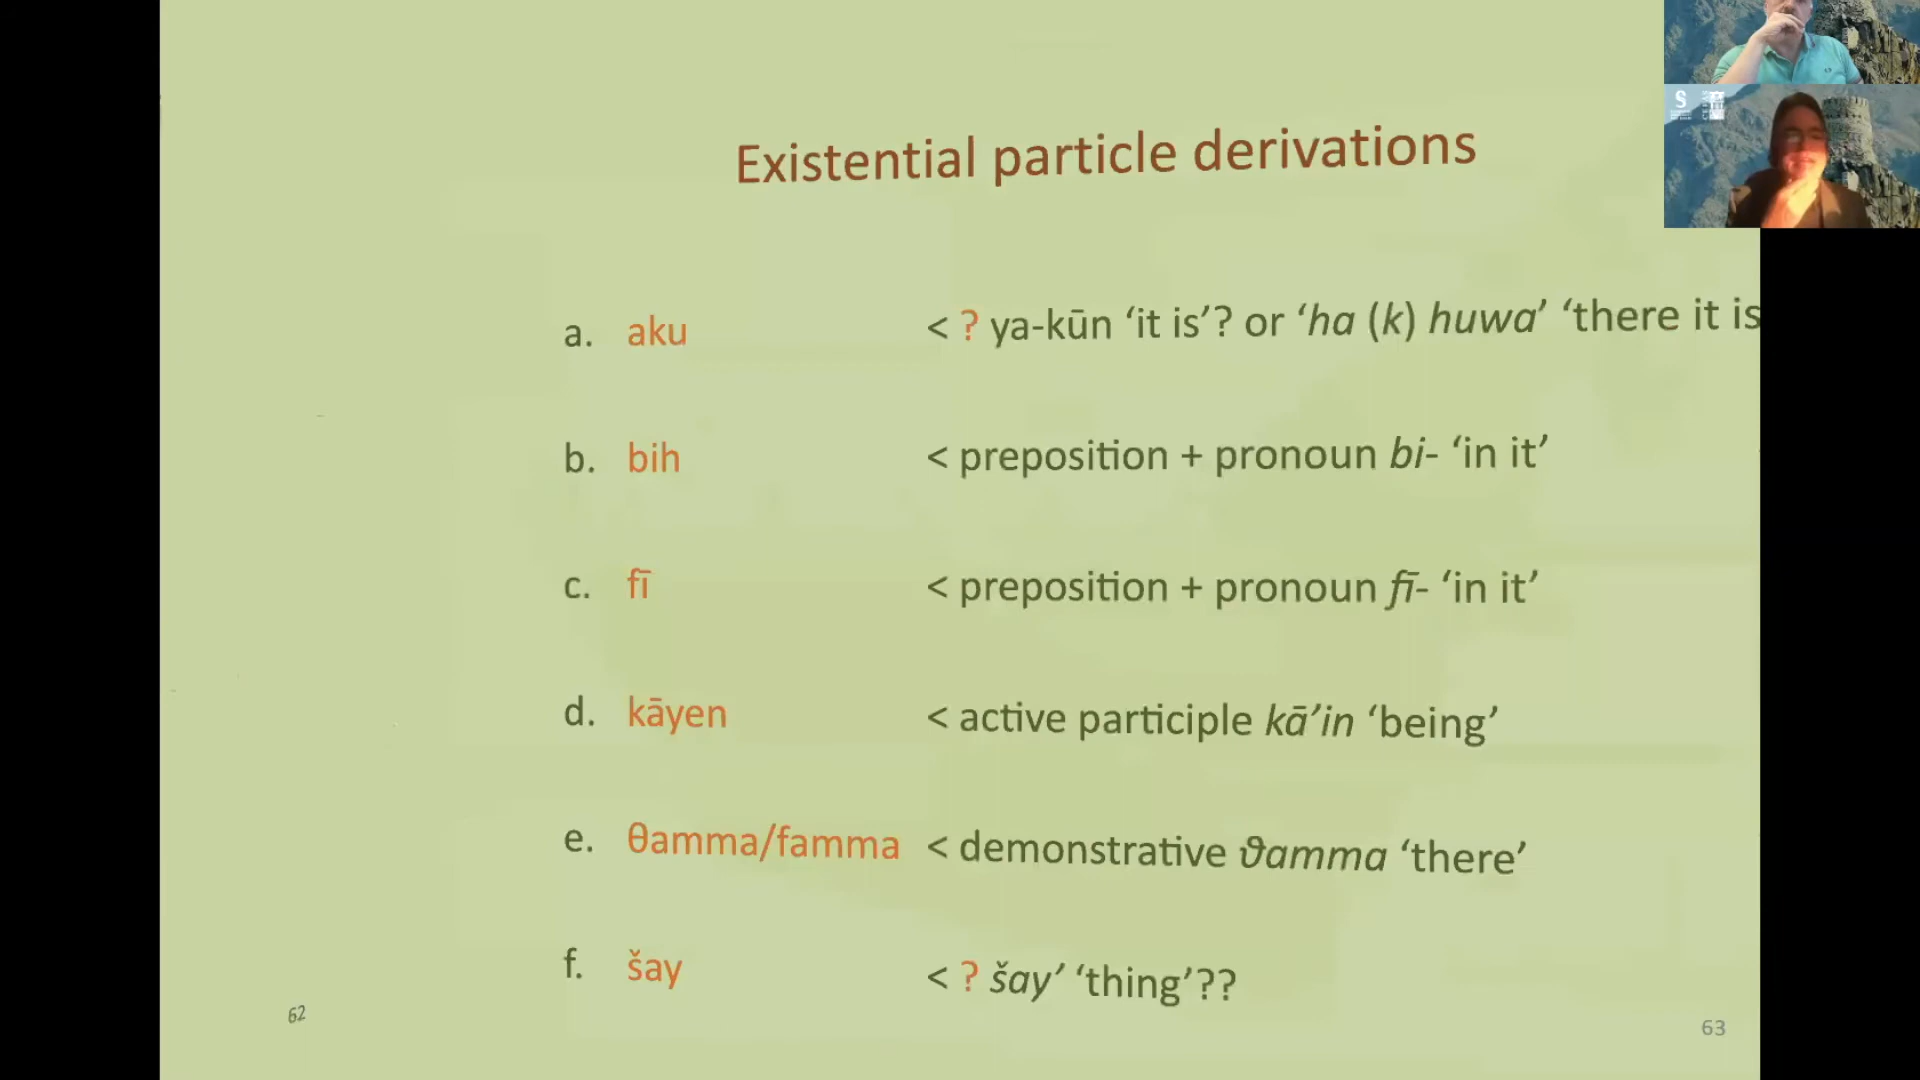 Existential particle derivations
a. aku < ? ya-kūn ‘it is’? or ‘ha (k) huwa’ ‘there it is
b. bih < preposition + pronoun bi- ‘in it’
c. fī < preposition + pronoun fī- ‘in it’
d. kāyen < active participle kā’in ‘being’
e. θamma/famma < demonstrative ϑamma ‘there’
f. šay < ? šay’ ‘thing’??
62
63